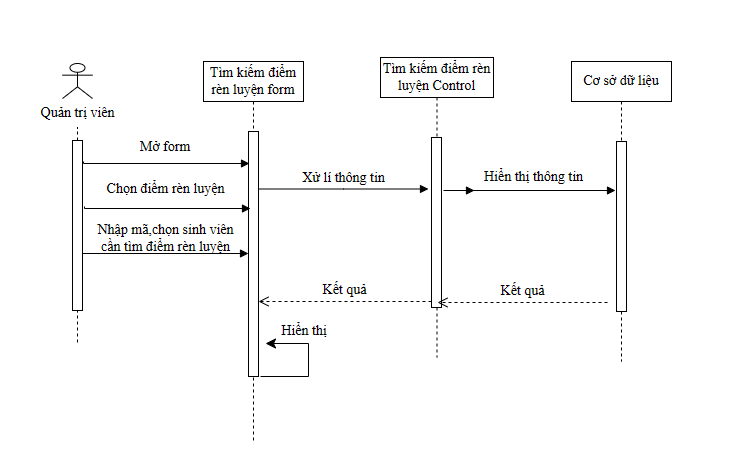 Quản trị viên
Tìm kiếm điểm
rèn luyện form
Tìm kiếm điểm rèn
luyện Control
Cơ sở dữ liệu
Mở form
Chọn điểm rèn luyện
Xử lí thông tin
Hiển thị thông tin
Nhập mã,chọn sinh viên
cần tìm điểm rèn luyện
Kết quả
Kết quả
Hiển thị